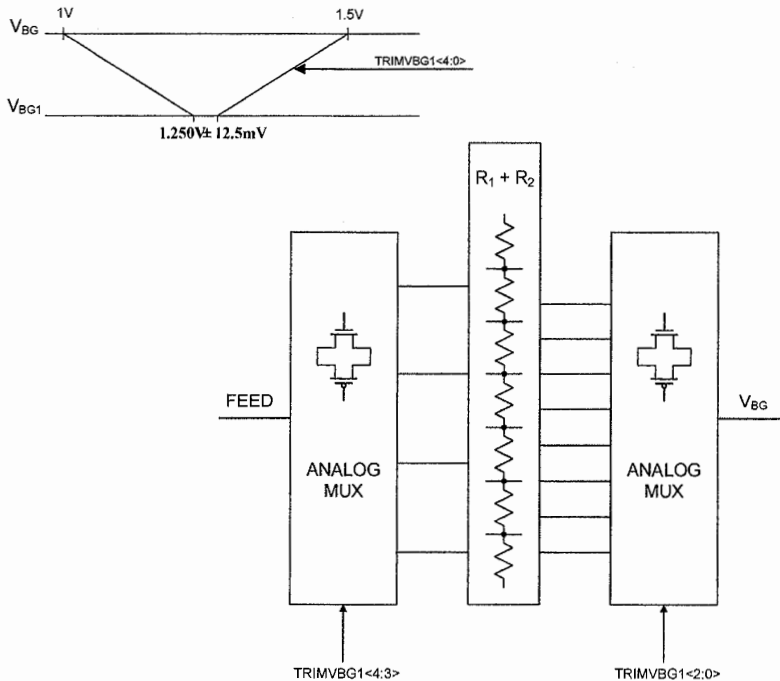 1V 1.5V
VBG
TRIMVBG1<4:0>
VBG1
1.250V± 12.5mV
R1 + R2
FEED
VBG
ANALOG
MUX
ANALOG
MUX
TRIMVBG1<4:3>
TRIMVBG1<2:0>